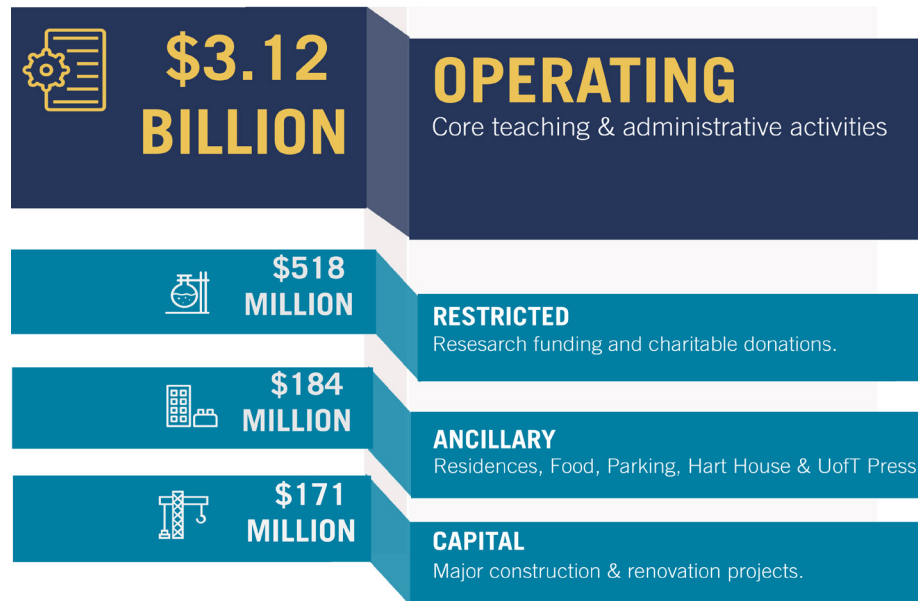 $3.12
BILLION
OPERATING
Core teaching & administrative activities
$518
MILLION
RESTRICTED
Resesarch funding and charitable donations.
$184
MILLION
ANCILLARY
Residences, Food, Parking, Hart House & UofT Press
$171
MILLION
CAPITAL
Major construction & renovation projects.